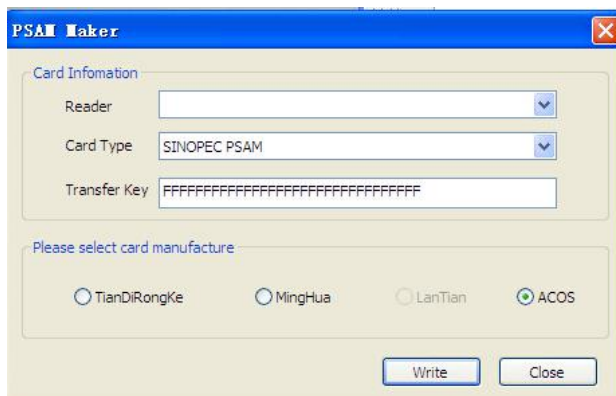 PSAM Maker
Card Infomation
Reader
Card Type SINOPEC PSAM
Transfer Key FFFFFFFFFFFFFFFFFFFFFFFFFFFFFFFF
Please select card manufacture
TianDiRongKe MingHua LanTian ACOS
Write Close